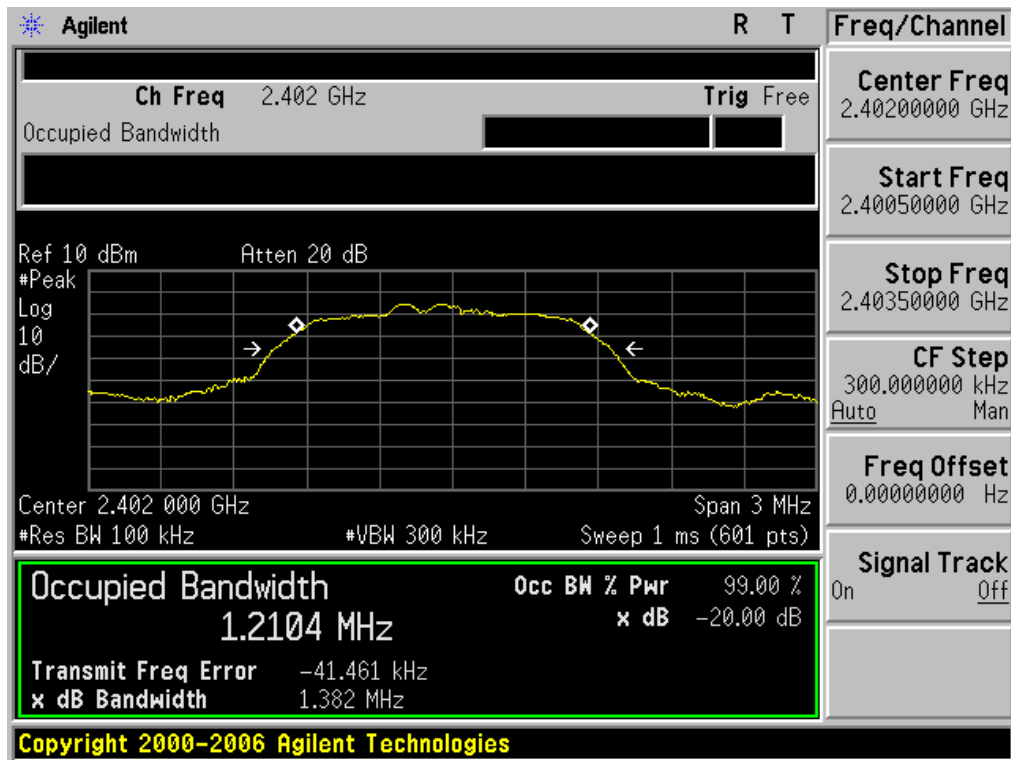 Agilent R T
Ch Freq 2.402 GHz Trig Free
Occupied Bandwidth
Ref 10 dBm Atten 20 dB
#Peak
Log
10
dB/
Center 2.402 000 GHz Span 3 MHz
#Res BW 100 kHz #VBW 300 kHz Sweep 1 ms (601 pts)
Occupied Bandwidth
1.2104 MHz
Occ BW % Pwr 99.00 %
x dB -20.00 dB
Transmit Freq Error -41.461 kHz
x dB Bandwidth 1.382 MHz
Copyright 2000-2006 Agilent Technologies
Freq/Channel
Center Freq
2.40200000 GHz
Start Freq
2.40050000 GHz
Stop Freq
2.40350000 GHz
CF Step
300.000000 kHz
Auto Man
Freq Offset
0.00000000 Hz
Signal Track
On Off